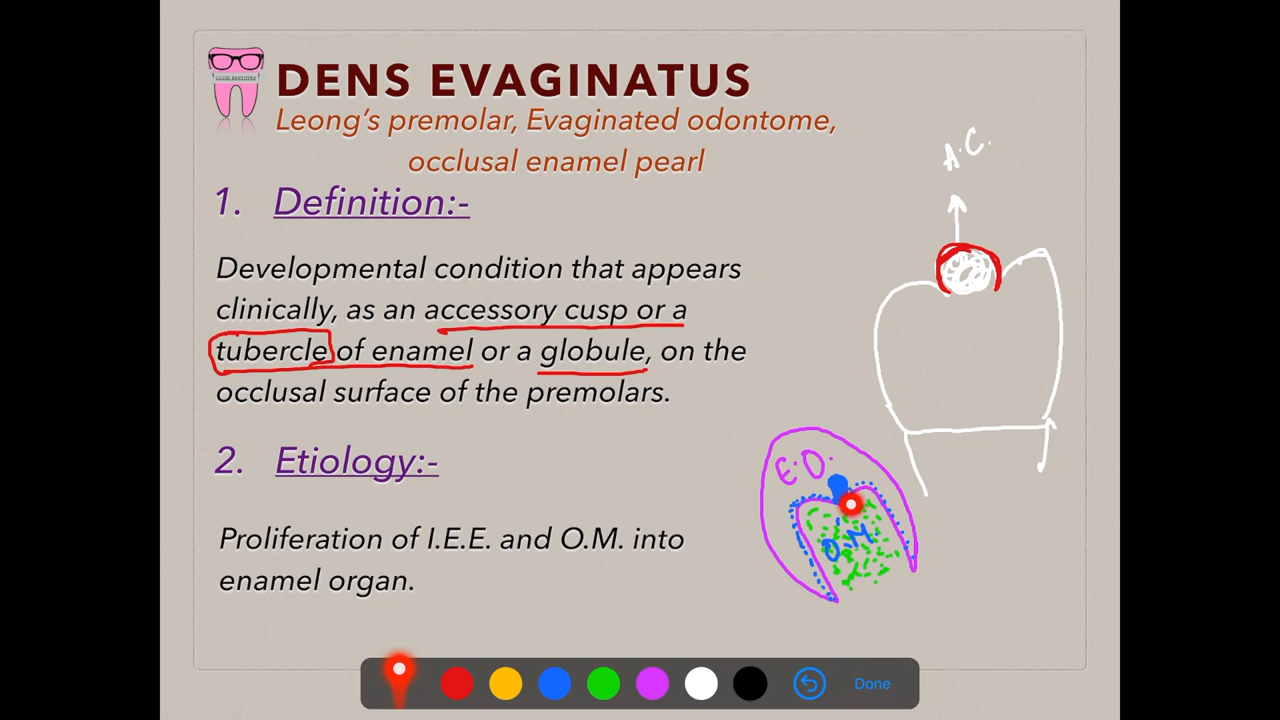 DENS EVAGINATUS
Leong's premolar, Evaginated odontome,
occlusal enamel pearl
A.C.
1. Definition:-
Developmental condition that appears
clinically, as an accessory cusp or a
tubercle of enamel or a globule, on the
occlusal surface of the premolars.
2. Etiology:-
E.O.
O.M
Proliferation of I.E.E. and O.M. into
enamel organ.
Done